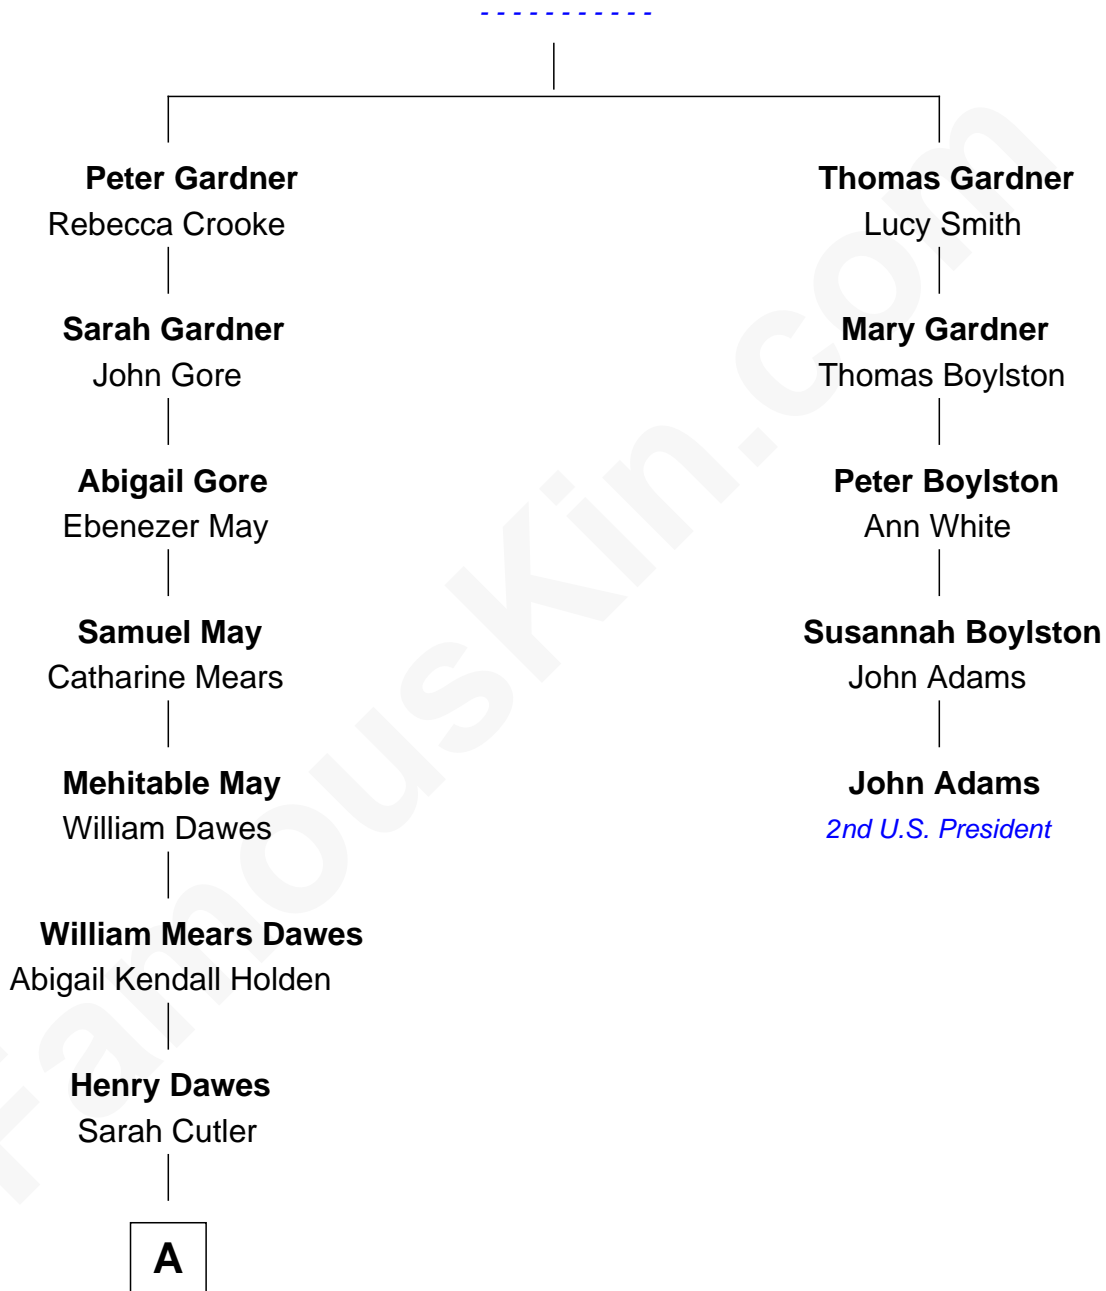 - - - - - - - - - - -
Peter Gardner
Rebecca Crooke
Thomas Gardner
Lucy Smith
Sarah Gardner
John Gore
Mary Gardner
Thomas Boylston
Abigail Gore
Ebenezer May
Peter Boylston
Ann White
Samuel May
Catharine Mears
Susannah Boylston
John Adams
Mehitable May
William Dawes
John Adams
2nd U.S. President
William Mears Dawes
Abigail Kendall Holden
Henry Dawes
Sarah Cutler
A
FamousKin.com